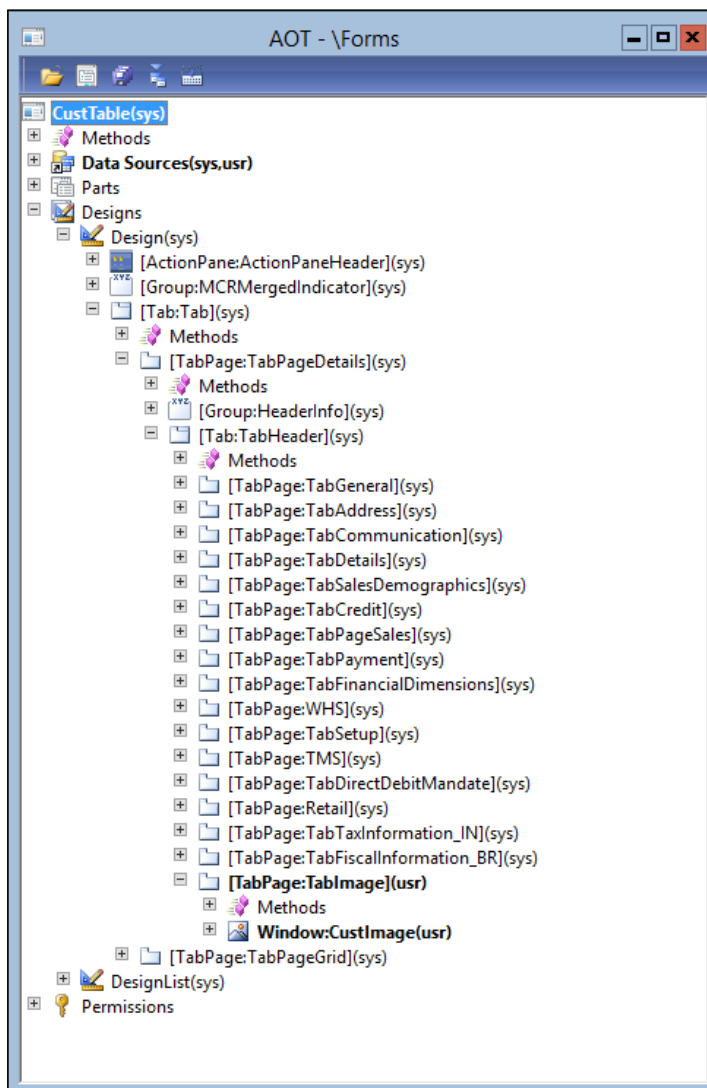 AOT - \Forms
CustTable(sys)
Methods
Data Sources(sys,usr)
Parts
Designs
Design(sys)
[ActionPane:ActionPaneHeader](sys)
[Group:MCRMergedIndicator](sys)
[Tab:Tab](sys)
Methods
[TabPage:TabPageDetails](sys)
Methods
[Group:HeaderInfo](sys)
[Tab:TabHeader](sys)
Methods
[TabPage:TabGeneral](sys)
[TabPage:TabAddress](sys)
[TabPage:TabCommunication](sys)
[TabPage:TabDetails](sys)
[TabPage:TabSalesDemographics](sys)
[TabPage:TabCredit](sys)
[TabPage:TabPageSales](sys)
[TabPage:TabPayment](sys)
[TabPage:TabFinancialDimensions](sys)
[TabPage:WHS](sys)
[TabPage:TabSetup](sys)
[TabPage:TMS](sys)
[TabPage:TabDirectDebitMandate](sys)
[TabPage:Retail](sys)
[TabPage:TabTaxInformation_IN](sys)
[TabPage:TabFiscalInformation_BR](sys)
[TabPage:TabImage](usr)
Methods
Window:CustImage(usr)
[TabPage:TabPageGrid](sys)
DesignList(sys)
Permissions